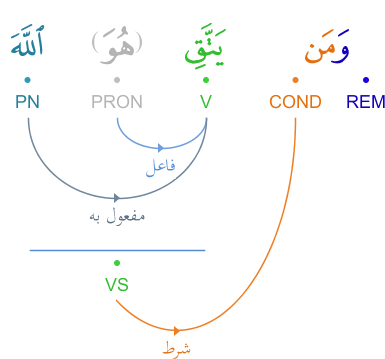 وَمَن يَتَّقِ (هُوَ) ٱللَّهَ
REM COND V PRON PN
فاعل
مفعول به
VS
شرط